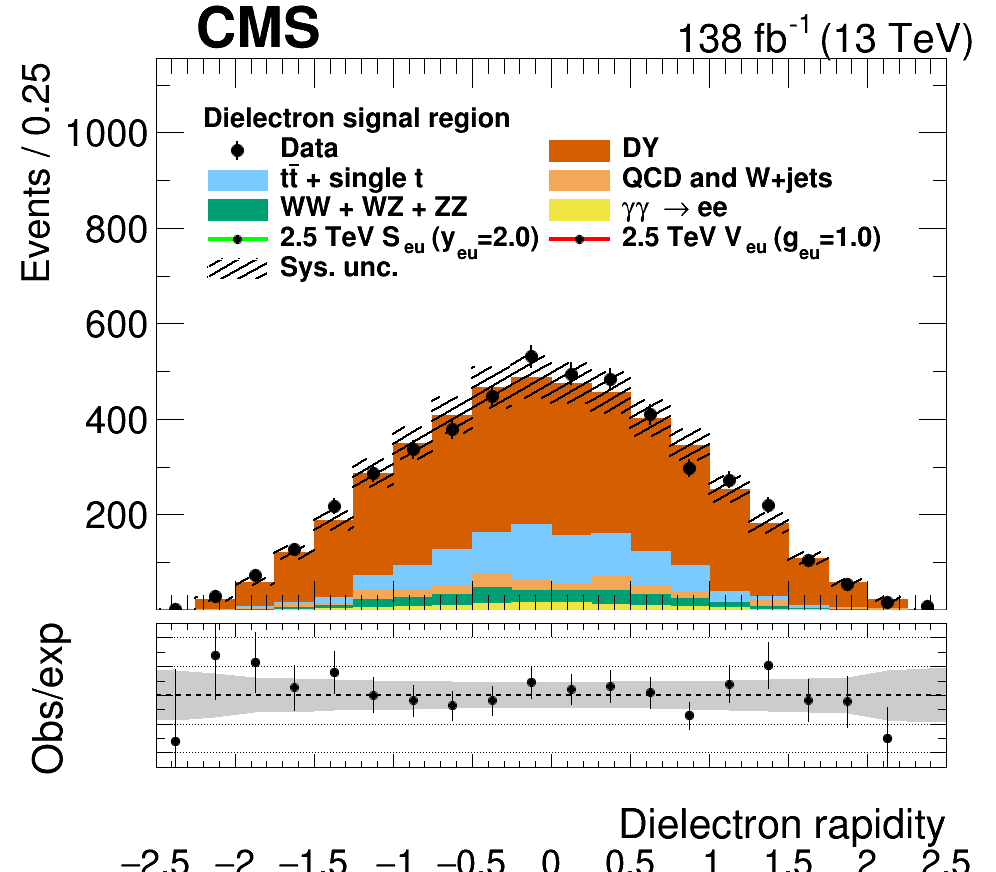 CMS 138 fb⁻¹ (13 TeV)
Events / 0.25
1000
800
600
400
200
Dielectron signal region
Data
DY
tt̄ + single t
QCD and W+jets
WW + WZ + ZZ
γγ → ee
2.5 TeV S_eu (y_eu=2.0)
2.5 TeV V_eu (g_eu=1.0)
Sys. unc.
Obs/exp
Dielectron rapidity
−2.5 −2 −1.5 −1 −0.5 0 0.5 1 1.5 2 2.5